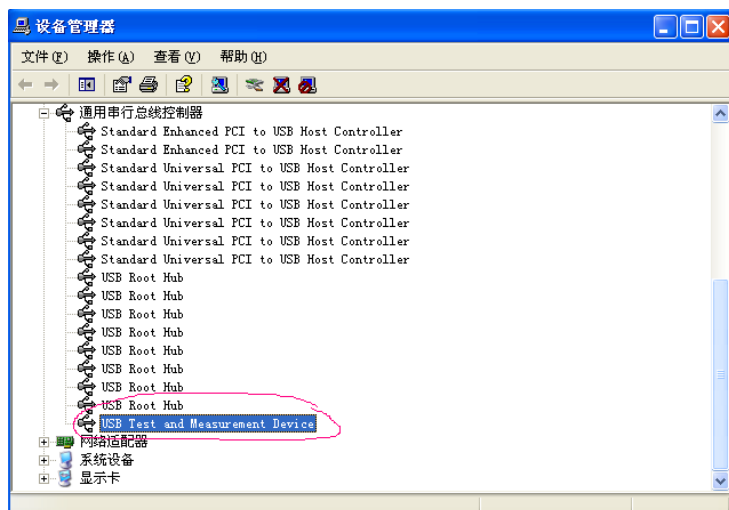 设备管理器
文件(F) 操作(A) 查看(V) 帮助(H)
通用串行总线控制器
Standard Enhanced PCI to USB Host Controller
Standard Enhanced PCI to USB Host Controller
Standard Universal PCI to USB Host Controller
Standard Universal PCI to USB Host Controller
Standard Universal PCI to USB Host Controller
Standard Universal PCI to USB Host Controller
Standard Universal PCI to USB Host Controller
Standard Universal PCI to USB Host Controller
USB Root Hub
USB Root Hub
USB Root Hub
USB Root Hub
USB Root Hub
USB Root Hub
USB Root Hub
USB Root Hub
USB Test and Measurement Device
网络适配器
系统设备
显示卡